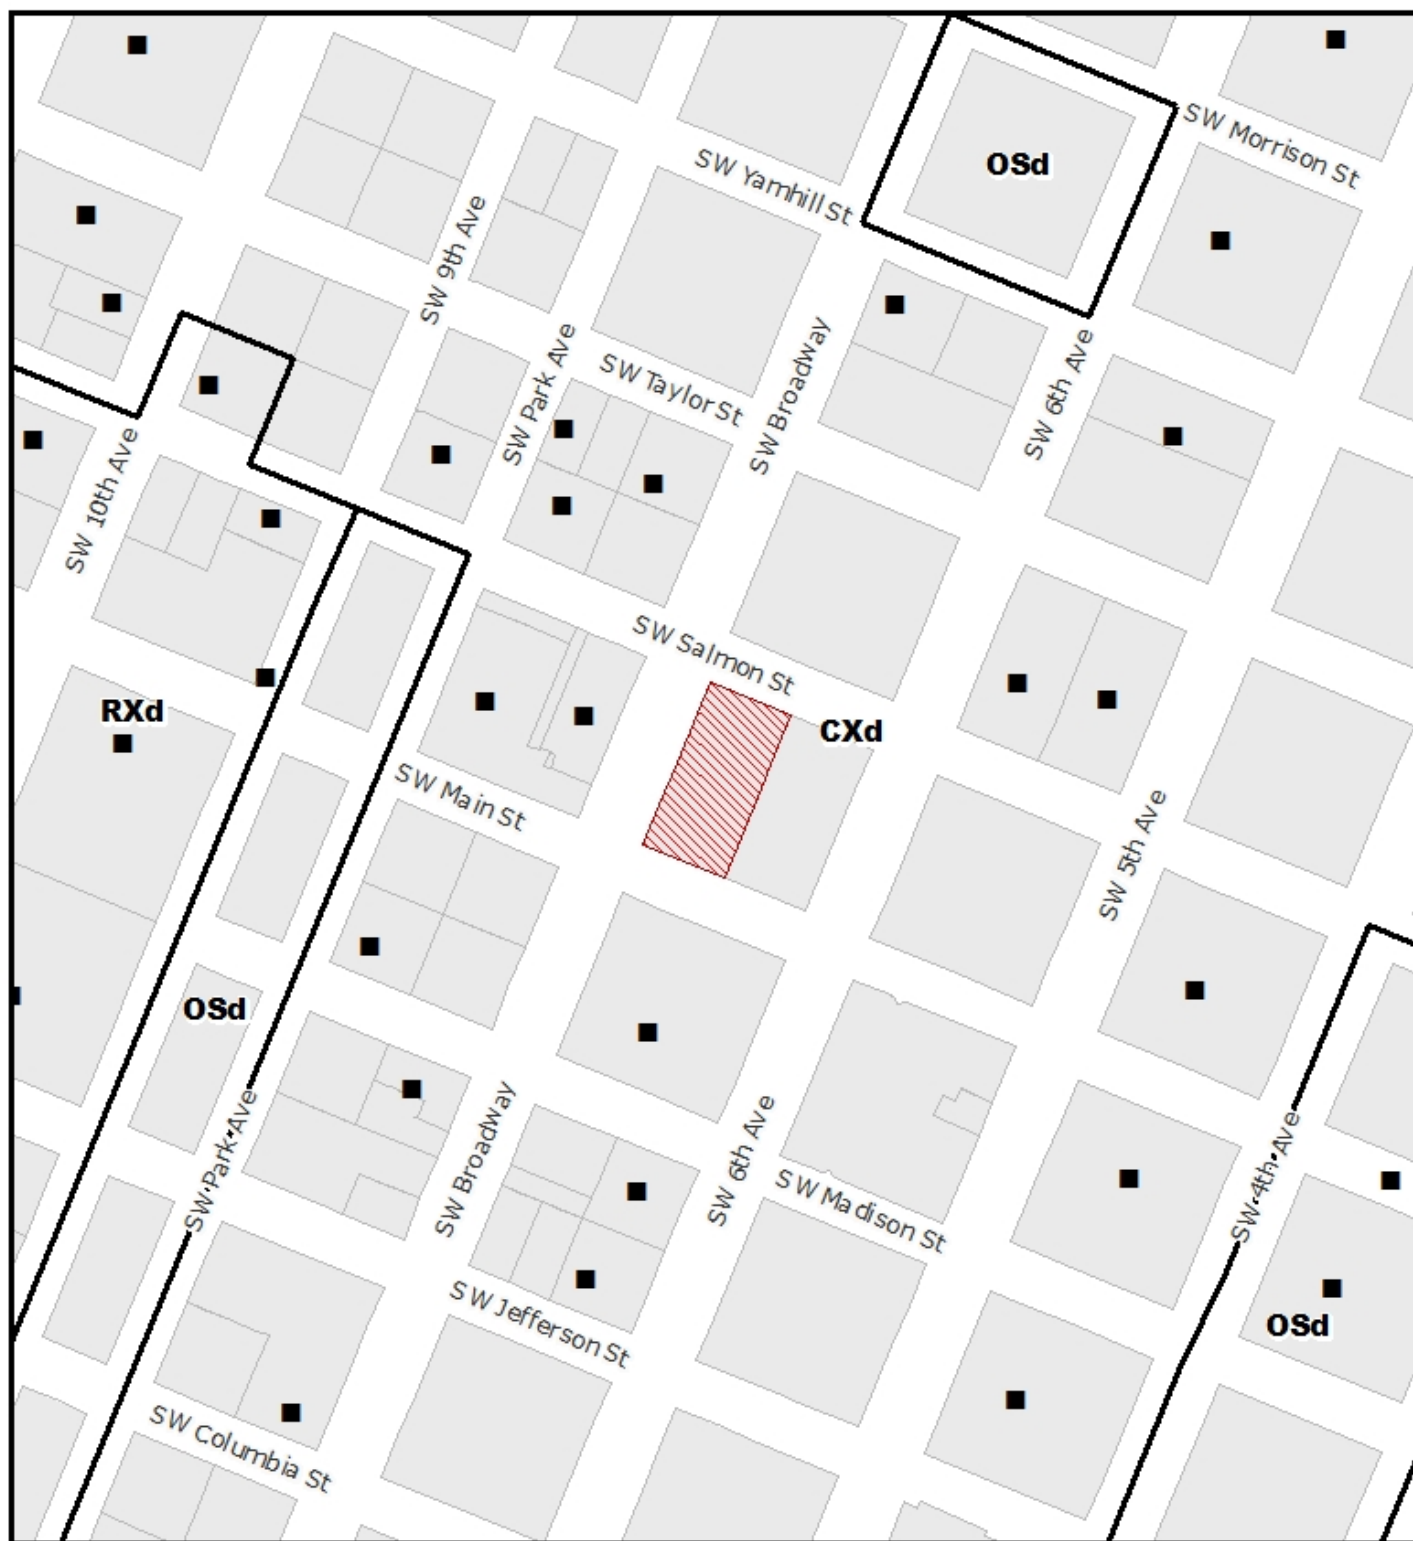 OSd
SW Morrison St
SW Yamhill St
SW 9th Ave
SW Park Ave
SW Taylor St
SW Broadway
SW 6th Ave
SW 10th Ave
SW Salmon St
RXd
CXd
SW Main St
SW 5th Ave
OSd
SW Park Ave
SW Broadway
SW 6th Ave
SW Madison St
SW 4th Ave
SW Jefferson St
OSd
SW Columbia St